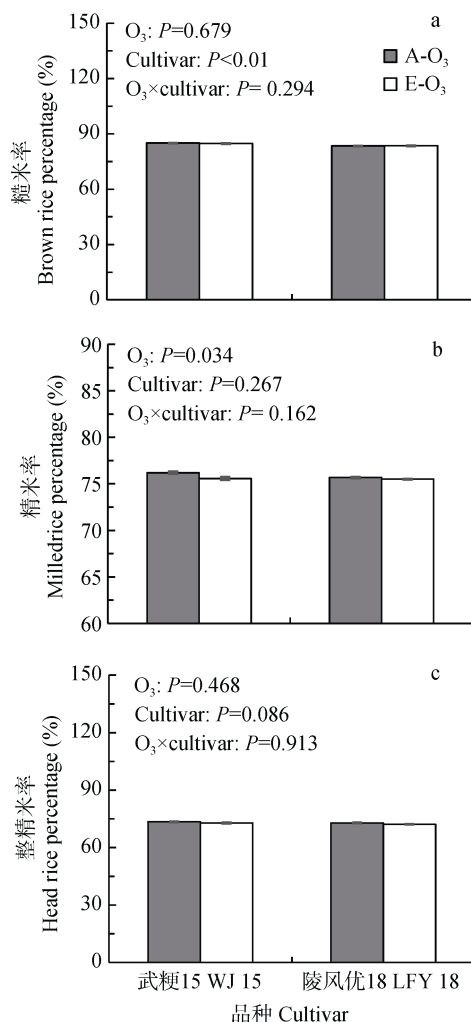 a
O₃: P=0.679
Cultivar: P<0.01
O₃×cultivar: P= 0.294
A-O₃
E-O₃
糙米率
Brown rice percentage (%)
150
120
90
60
30
0
b
O₃: P=0.034
Cultivar: P=0.267
O₃×cultivar: P= 0.162
精米率
Milledrice percentage (%)
90
85
80
75
70
65
60
c
O₃: P=0.468
Cultivar: P=0.086
O₃×cultivar: P=0.913
整精米率
Head rice percentage (%)
150
120
90
60
30
0
武粳15 WJ 15
陵风优18 LFY 18
品种 Cultivar